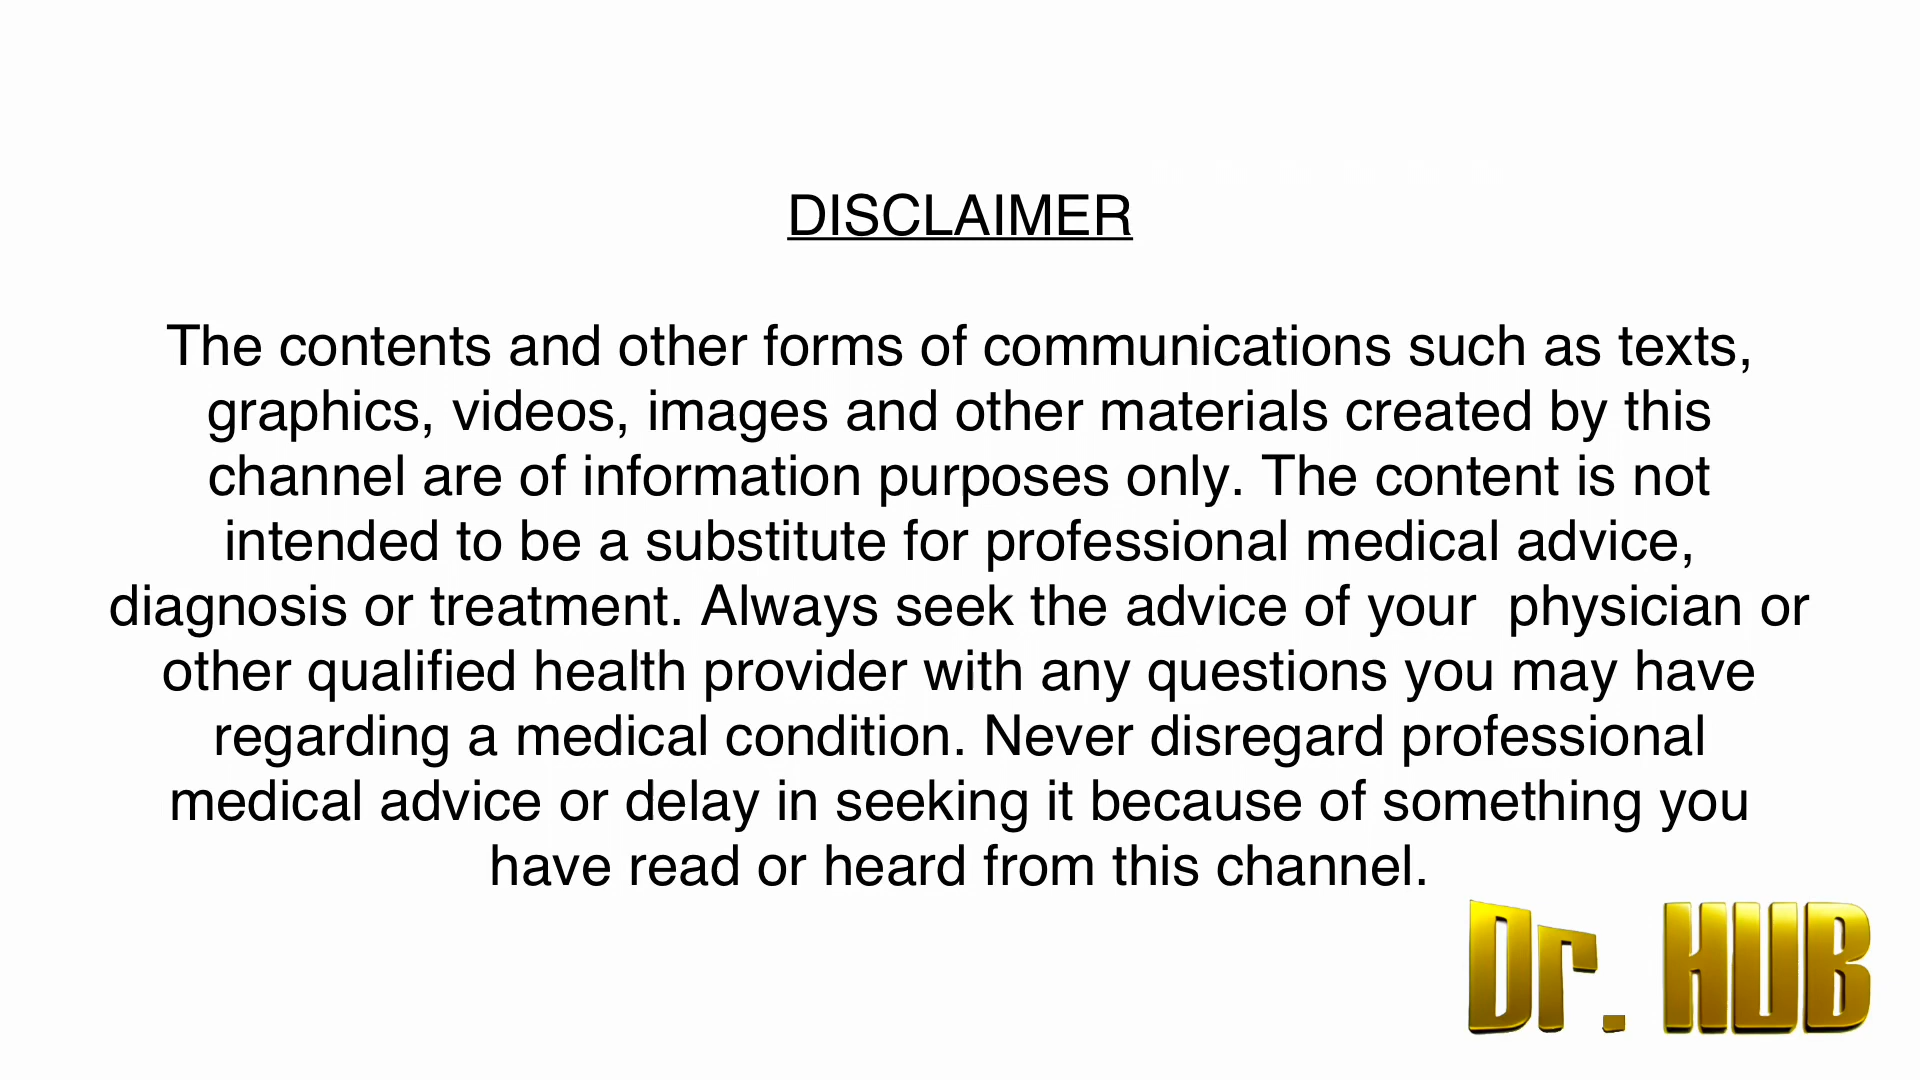 DISCLAIMER
The contents and other forms of communications such as texts,
graphics, videos, images and other materials created by this
channel are of information purposes only. The content is not
intended to be a substitute for professional medical advice,
diagnosis or treatment. Always seek the advice of your  physician or
other qualified health provider with any questions you may have
regarding a medical condition. Never disregard professional
medical advice or delay in seeking it because of something you
have read or heard from this channel.
Dr. HUB